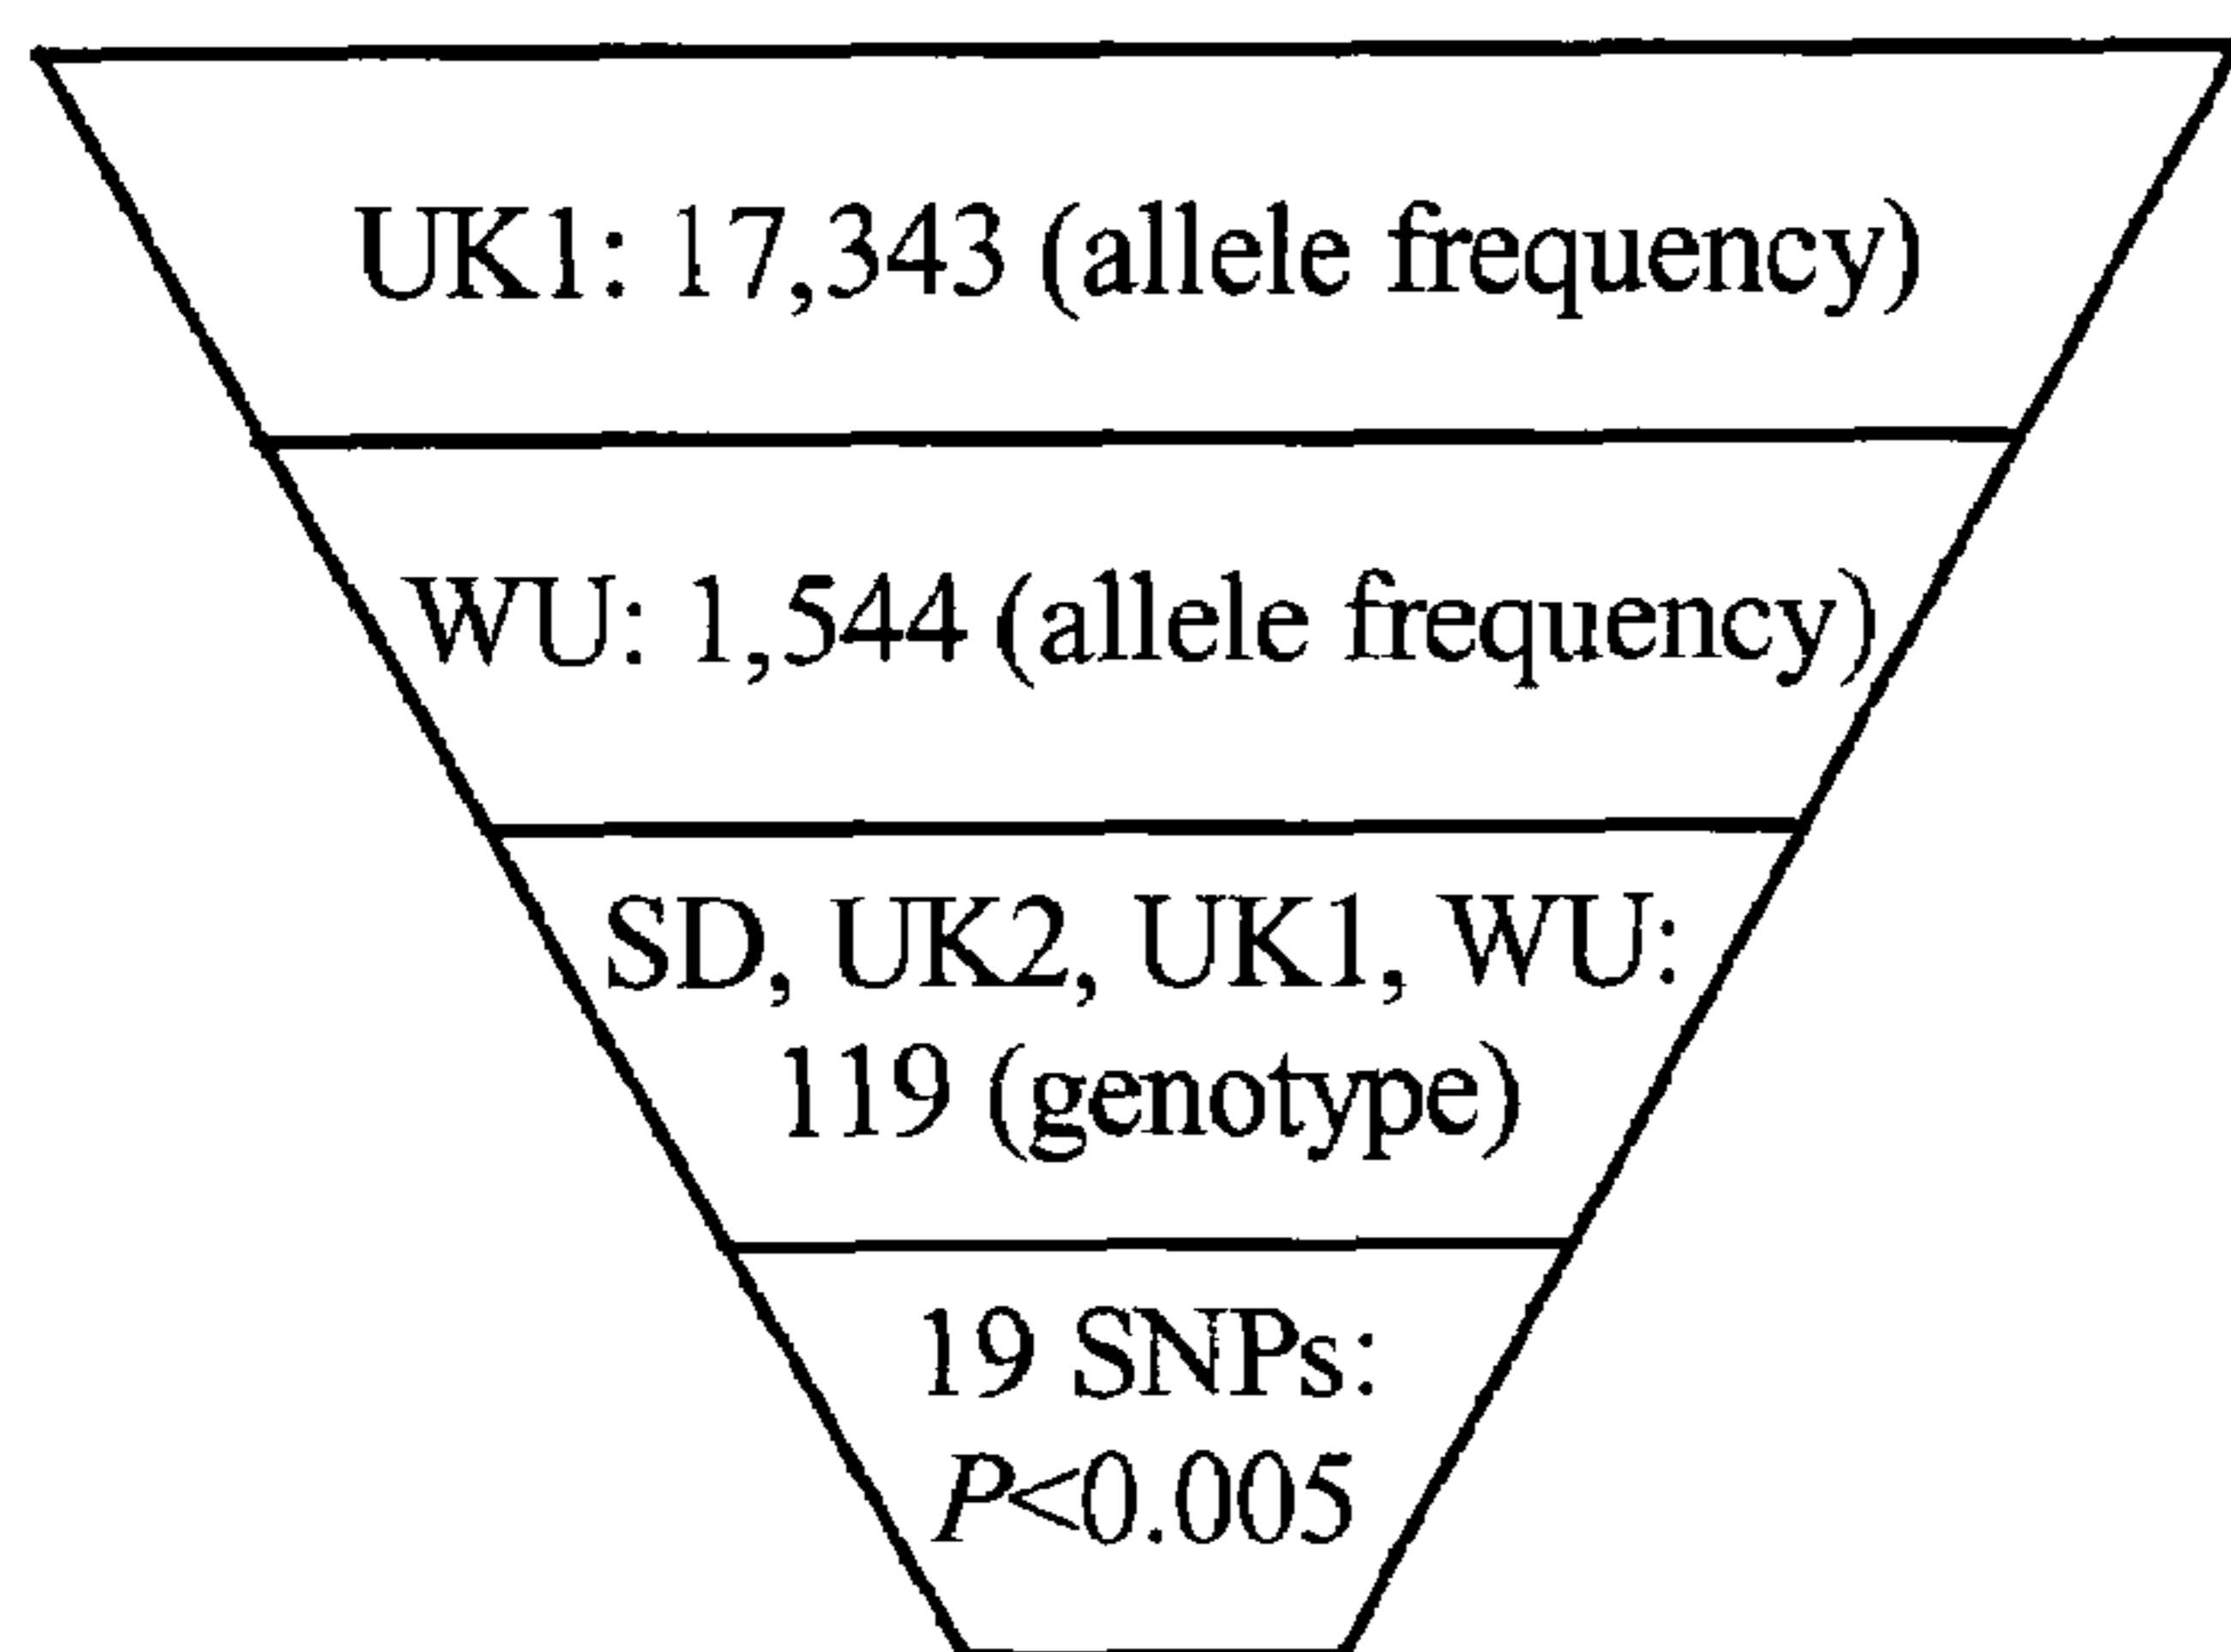 UK1: 17,343 (allele frequency)
WU: 1,544 (allele frequency)
SD, UK2, UK1, WU:
119 (genotype)
19 SNPs:
P<0.005